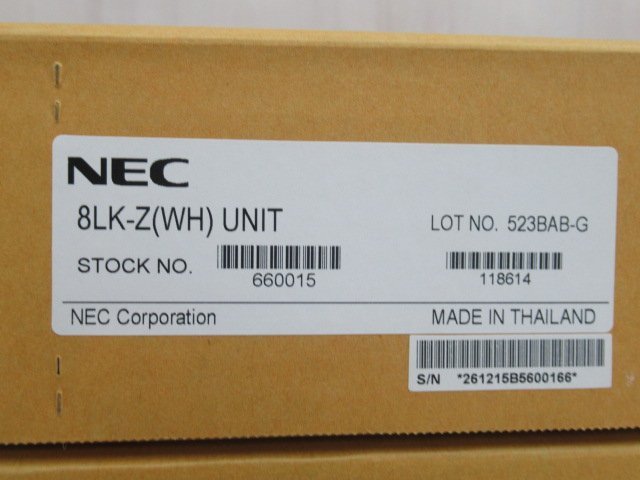 NEC
8LK-Z(WH) UNIT
LOT NO. 523BAB-G
STOCK NO.
660015
118614
NEC Corporation
MADE IN THAILAND
S/N *261215B5600166*